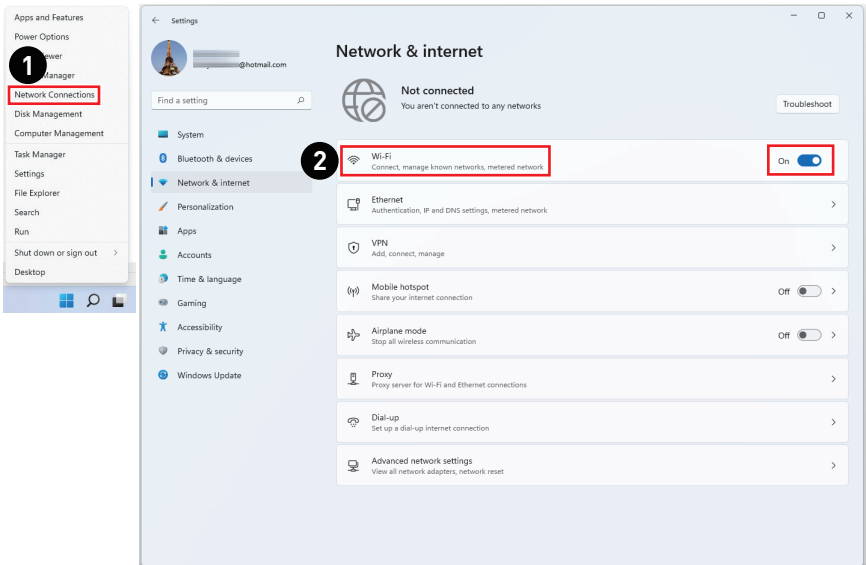 Apps and Features
Power Options
ewer
1
Manager
Network Connections
Disk Management
Computer Management
Task Manager
Settings
File Explorer
Search
Run
Shut down or sign out
Desktop
Settings
@hotmail.com
Find a setting
System
Bluetooth & devices
Network & internet
Personalization
Apps
Accounts
Time & language
Gaming
Accessibility
Privacy & security
Windows Update
Network & internet
Not connected
You aren't connected to any networks
Troubleshoot
2
Wi-Fi
Connect, manage known networks, metered network
On
Ethernet
Authentication, IP and DNS settings, metered network
VPN
Add, connect, manage
Mobile hotspot
Share your internet connection
Off
Airplane mode
Stop all wireless communication
Off
Proxy
Proxy server for Wi-Fi and Ethernet connections
Dial-up
Set up a dial-up internet connection
Advanced network settings
View all network adapters, network reset